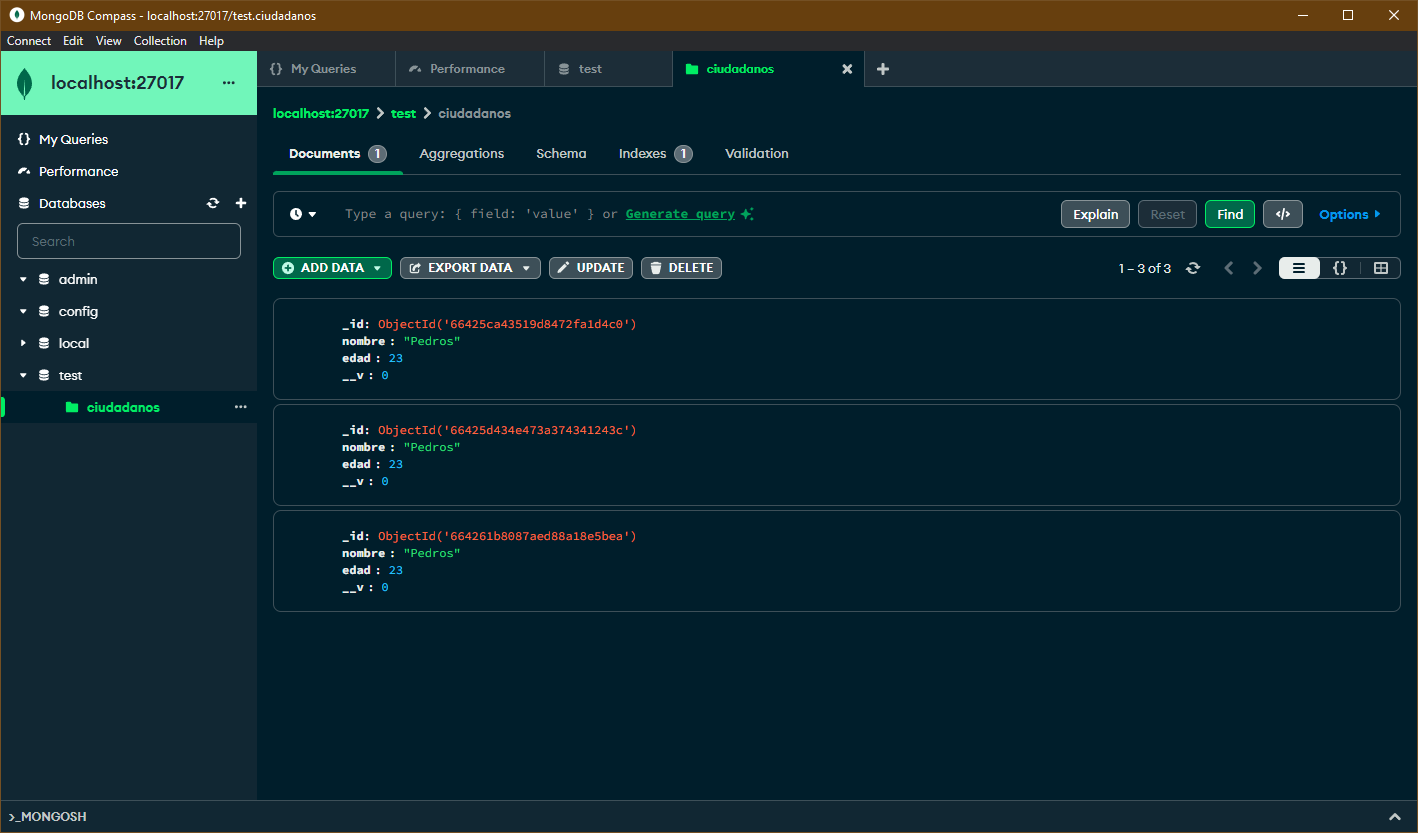 MongoDB Compass - localhost:27017/test.ciudadanos
Connect Edit View Collection Help
localhost:27017
{} My Queries
Performance
Databases
Search
admin
config
local
test
ciudadanos
{} My Queries
Performance
test
ciudadanos
localhost:27017 > test > ciudadanos
Documents 1
Aggregations
Schema
Indexes 1
Validation
Type a query: { field: 'value' } or Generate query
Explain
Reset
Find
</>
Options
ADD DATA
EXPORT DATA
UPDATE
DELETE
1 – 3 of 3
{}
_id: ObjectId('66425ca43519d8472fa1d4c0')
nombre : "Pedros"
edad : 23
__v : 0
_id: ObjectId('66425d434e473a374341243c')
nombre : "Pedros"
edad : 23
__v : 0
_id: ObjectId('664261b8087aed88a18e5bea')
nombre : "Pedros"
edad : 23
__v : 0
>_MONGOSH